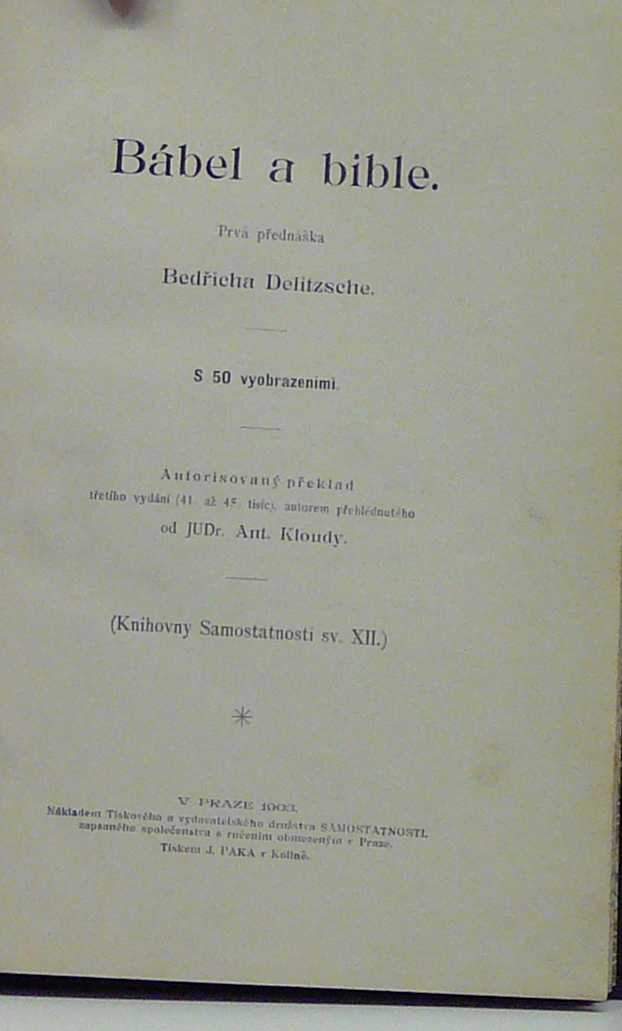 Bábel a bible.
Prvá přednáška
Bedřicha Delitzsche.
S 50 vyobrazeními.
Autorisovaný překlad
třetího vydání (41. až 45. tisíc), autorem přehlédnutého
od JUDr. Ant. Kloudy.
(Knihovny Samostatnosti sv. XII.)
V PRAZE 1903.
Nákladem Tiskového a vydavatelského družstva SAMOSTATNOSTI,
zapsaného společenstva s ručením obmezeným v Praze.
Tiskem J. PAKA v Kolíně.